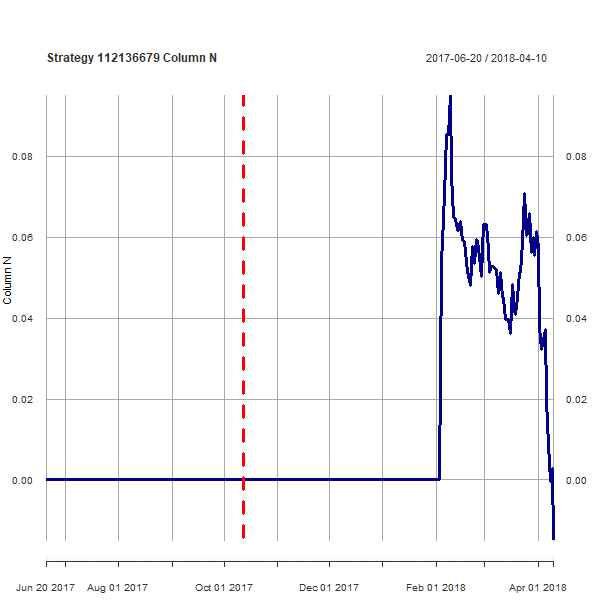 Strategy 112136679 Column N
2017-06-20 / 2018-04-10
0.08
0.08
0.06
0.06
Column N
0.04
0.04
0.02
0.02
0.00
0.00
Jun 20 2017
Aug 01 2017
Oct 01 2017
Dec 01 2017
Feb 01 2018
Apr 01 2018